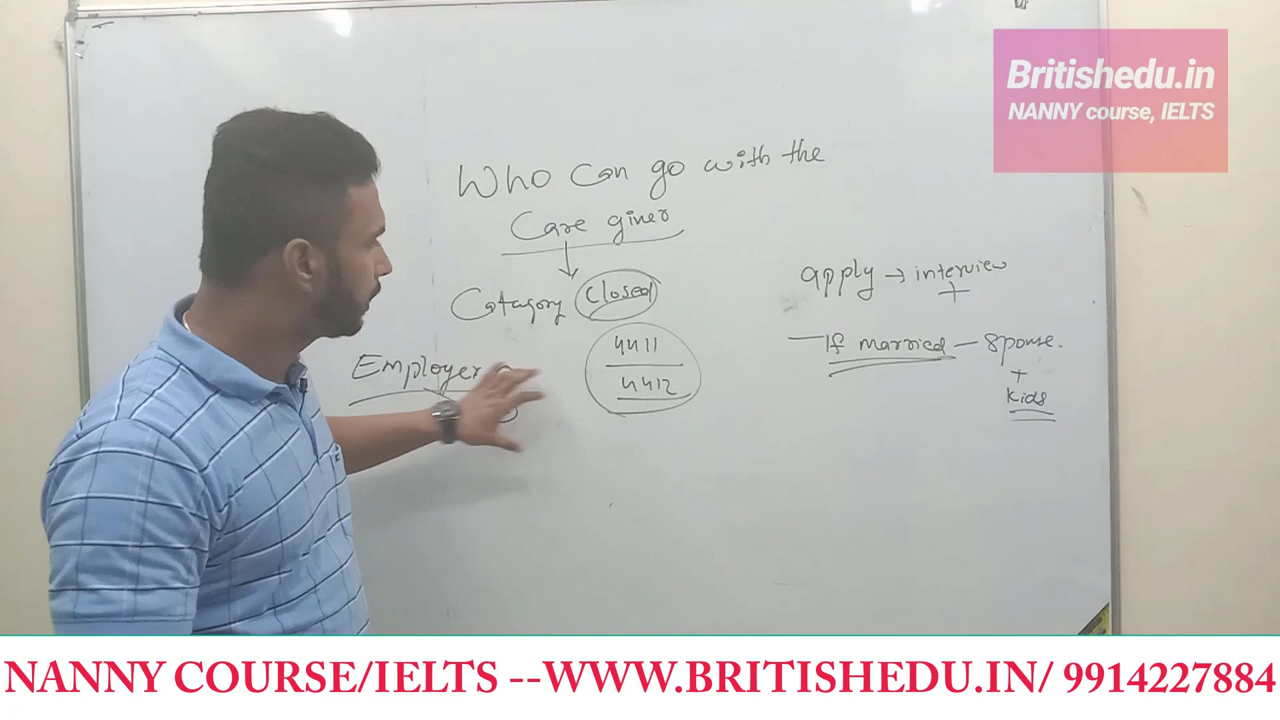 Britishedu.in
NANNY course, IELTS
Who Can go with the
Care giver
Catagory Closed
4411
4412
Employer
apply → interview
+
— If married — Spouse.
+
kids
NANNY COURSE/IELTS --WWW.BRITISHEDU.IN/ 9914227884